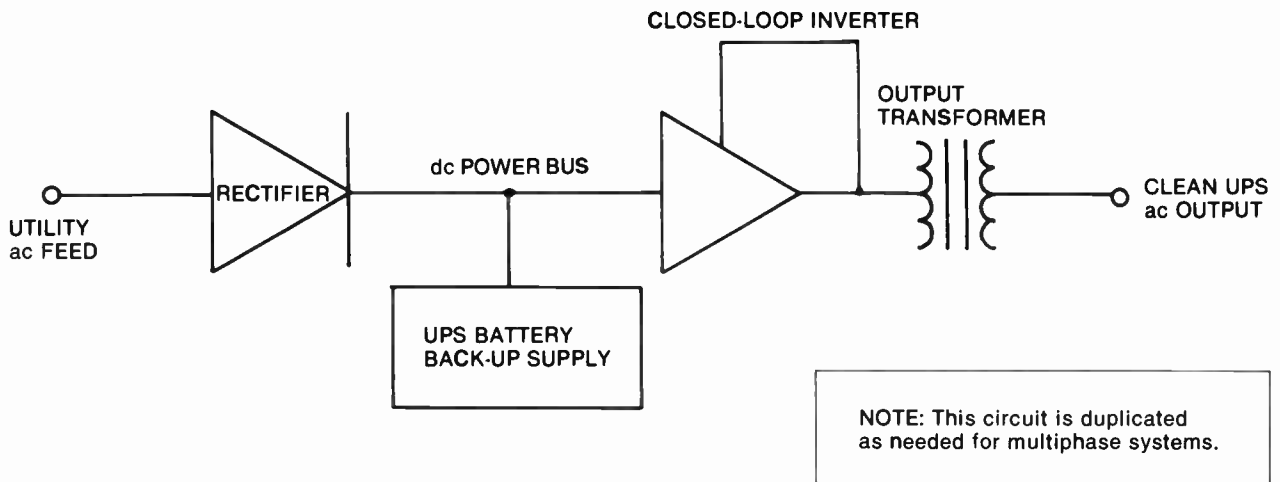 CLOSED-LOOP INVERTER
OUTPUT
TRANSFORMER
dc POWER BUS
RECTIFIER
UTILITY
ac FEED
CLEAN UPS
ac OUTPUT
UPS BATTERY
BACK-UP SUPPLY
NOTE: This circuit is duplicated
as needed for multiphase systems.